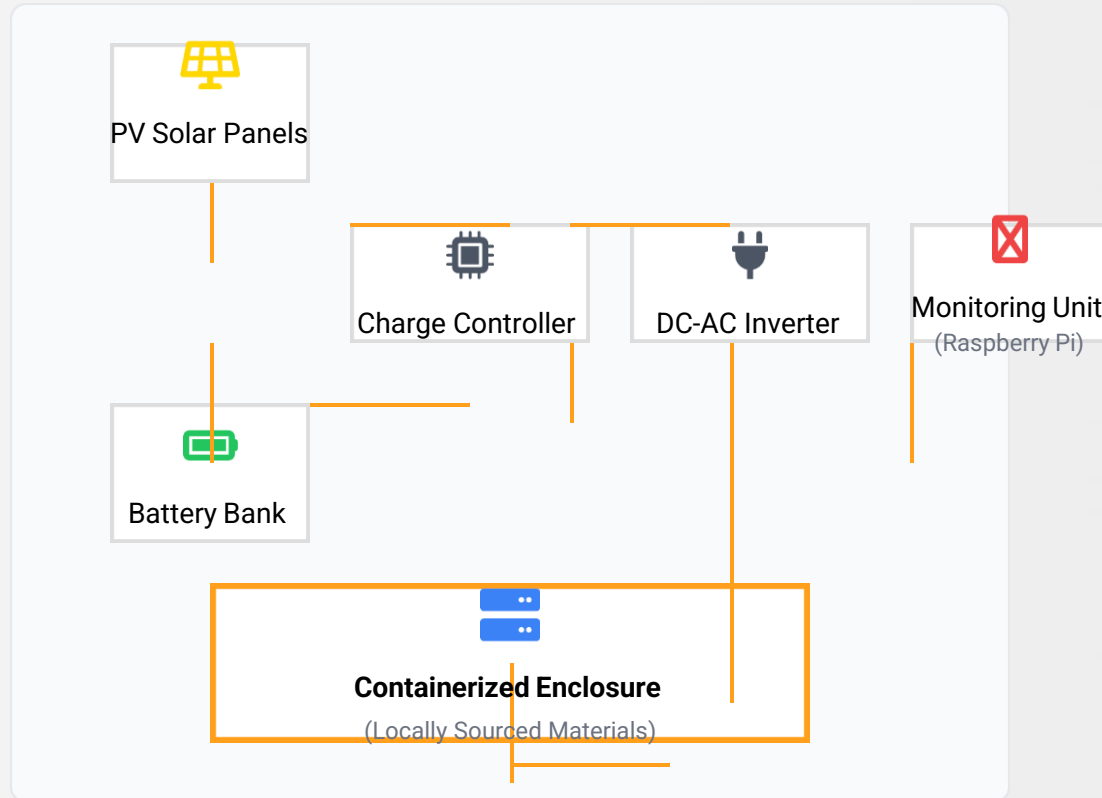 PV Solar Panels
Charge Controller
DC-AC Inverter
Monitoring Unit
(Raspberry Pi)
Battery Bank
Containerized Enclosure
(Locally Sourced Materials)